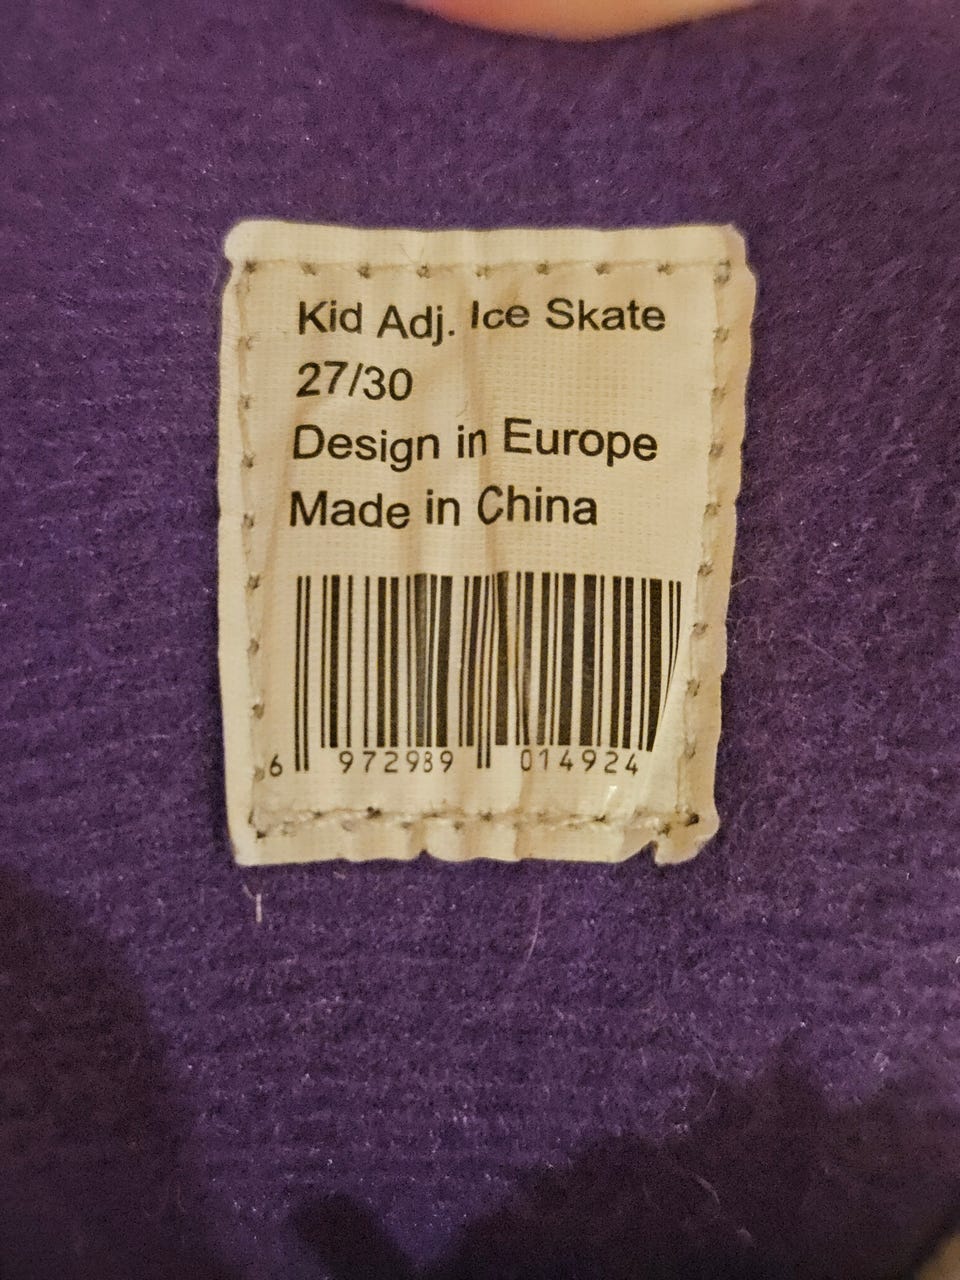 Kid Adj. Ice Skate
27/30
Design in Europe
Made in China
6 972989 014924